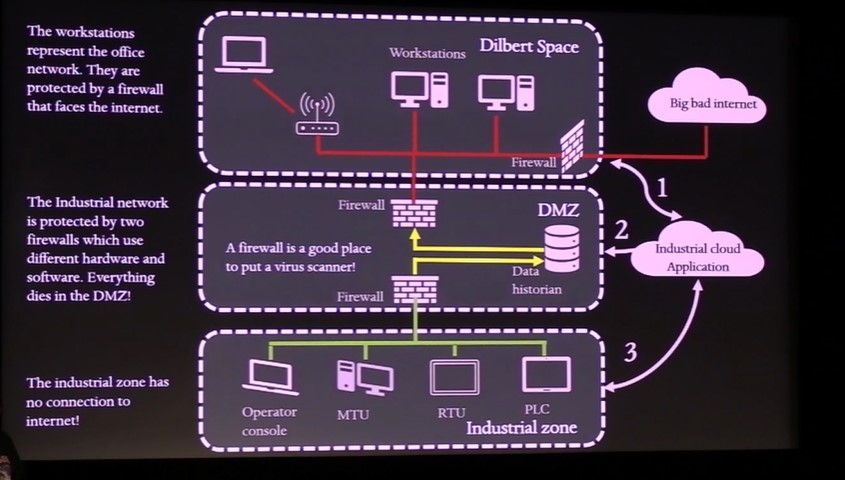 The workstations
represent the office
network. They are
protected by a firewall
that faces the internet.
Dilbert Space
Workstations
Big bad internet
Firewall
1
The Industrial network
is protected by two
firewalls which use
different hardware and
software. Everything
dies in the DMZ!
Firewall
DMZ
2
A firewall is a good place
to put a virus scanner!
Data
historian
Industrial cloud
Application
Firewall
3
The industrial zone has
no connection to
internet!
Operator
console
MTU
RTU
PLC
Industrial zone